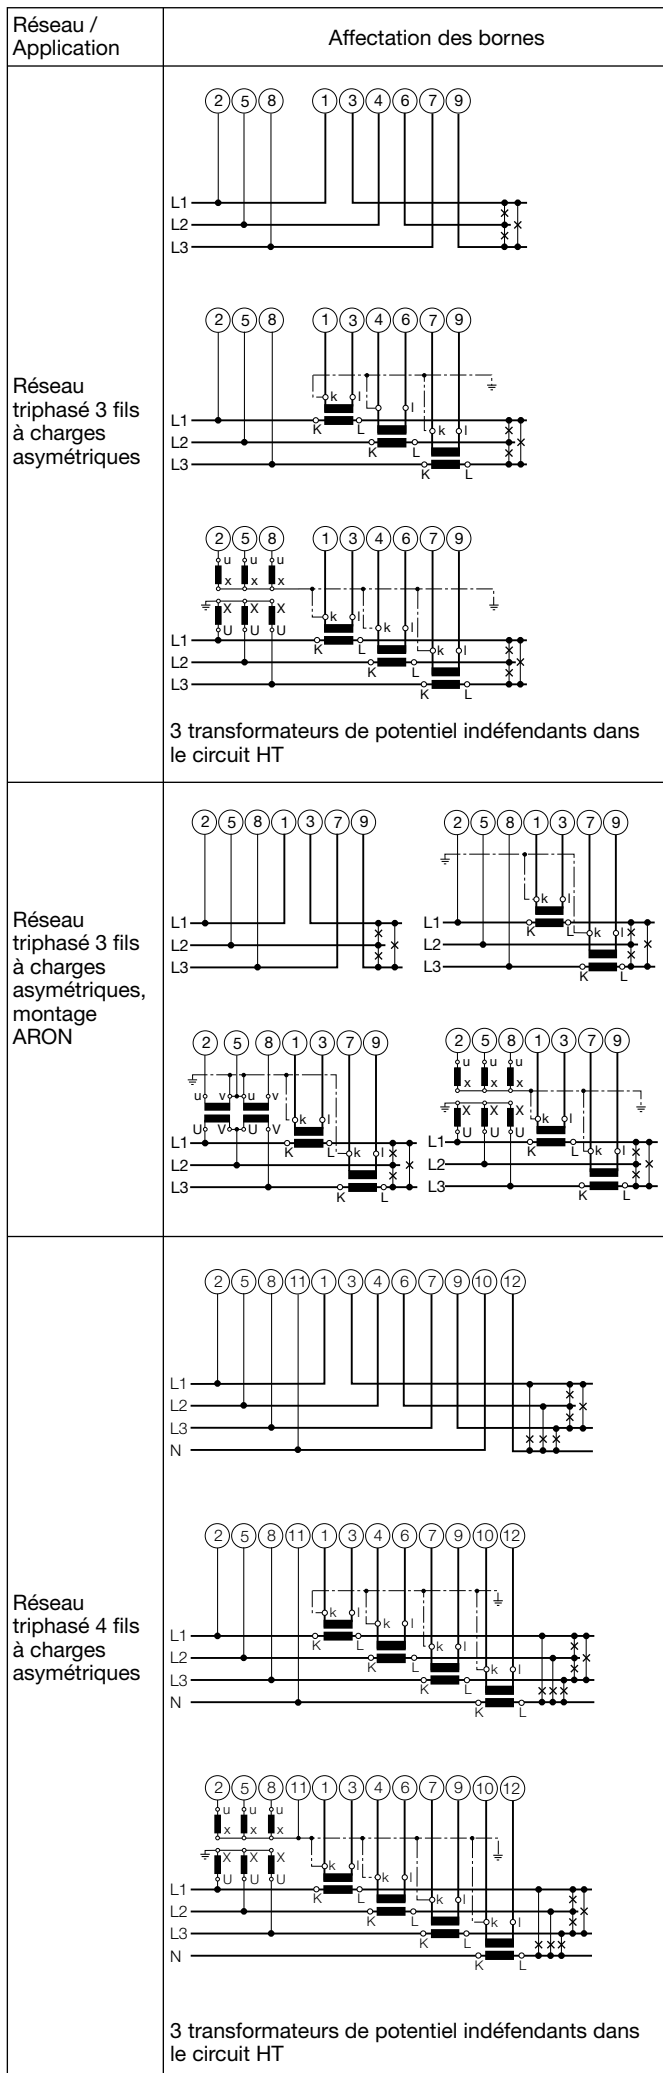 Réseau /
Application
Affectation des bornes
2 5 8 1 3 4 6 7 9
L1
L2
L3
Réseau
triphasé 3 fils
à charges
asymétriques
2 5 8 1 3 4 6 7 9
k l
L1 K L k l
L2 K L k l
L3 K L
2 5 8 1 3 4 6 7 9
u u u
x x x
X X X k l
U U U k l
L1 K L k l
L2 K L
L3 K L
3 transformateurs de potentiel indéfendants dans
le circuit HT
Réseau
triphasé 3 fils
à charges
asymétriques,
montage
ARON
2 5 8 1 3 7 9
L1
L2
L3
2 5 8 1 3 7 9
k l
L1 K L k l
L2
L3 K L
2 5 8 1 3 7 9
u v u v
U V U V k l
L1 K L k l
L2
L3 K L
2 5 8 1 3 7 9
u u u
x x x
X X X k l
U U U
L1 K L k l
L2
L3 K L
Réseau
triphasé 4 fils
à charges
asymétriques
2 5 8 11 1 3 4 6 7 9 10 12
L1
L2
L3
N
2 5 8 11 1 3 4 6 7 9 10 12
k l
L1 K L k l
L2 K L k l
L3 K L k l
N K L
2 5 8 11 1 3 4 6 7 9 10 12
u u u
x x x
X X X k l
U U U k l
L1 K L k l
L2 K L k l
L3 K L
N K L
3 transformateurs de potentiel indéfendants dans
le circuit HT